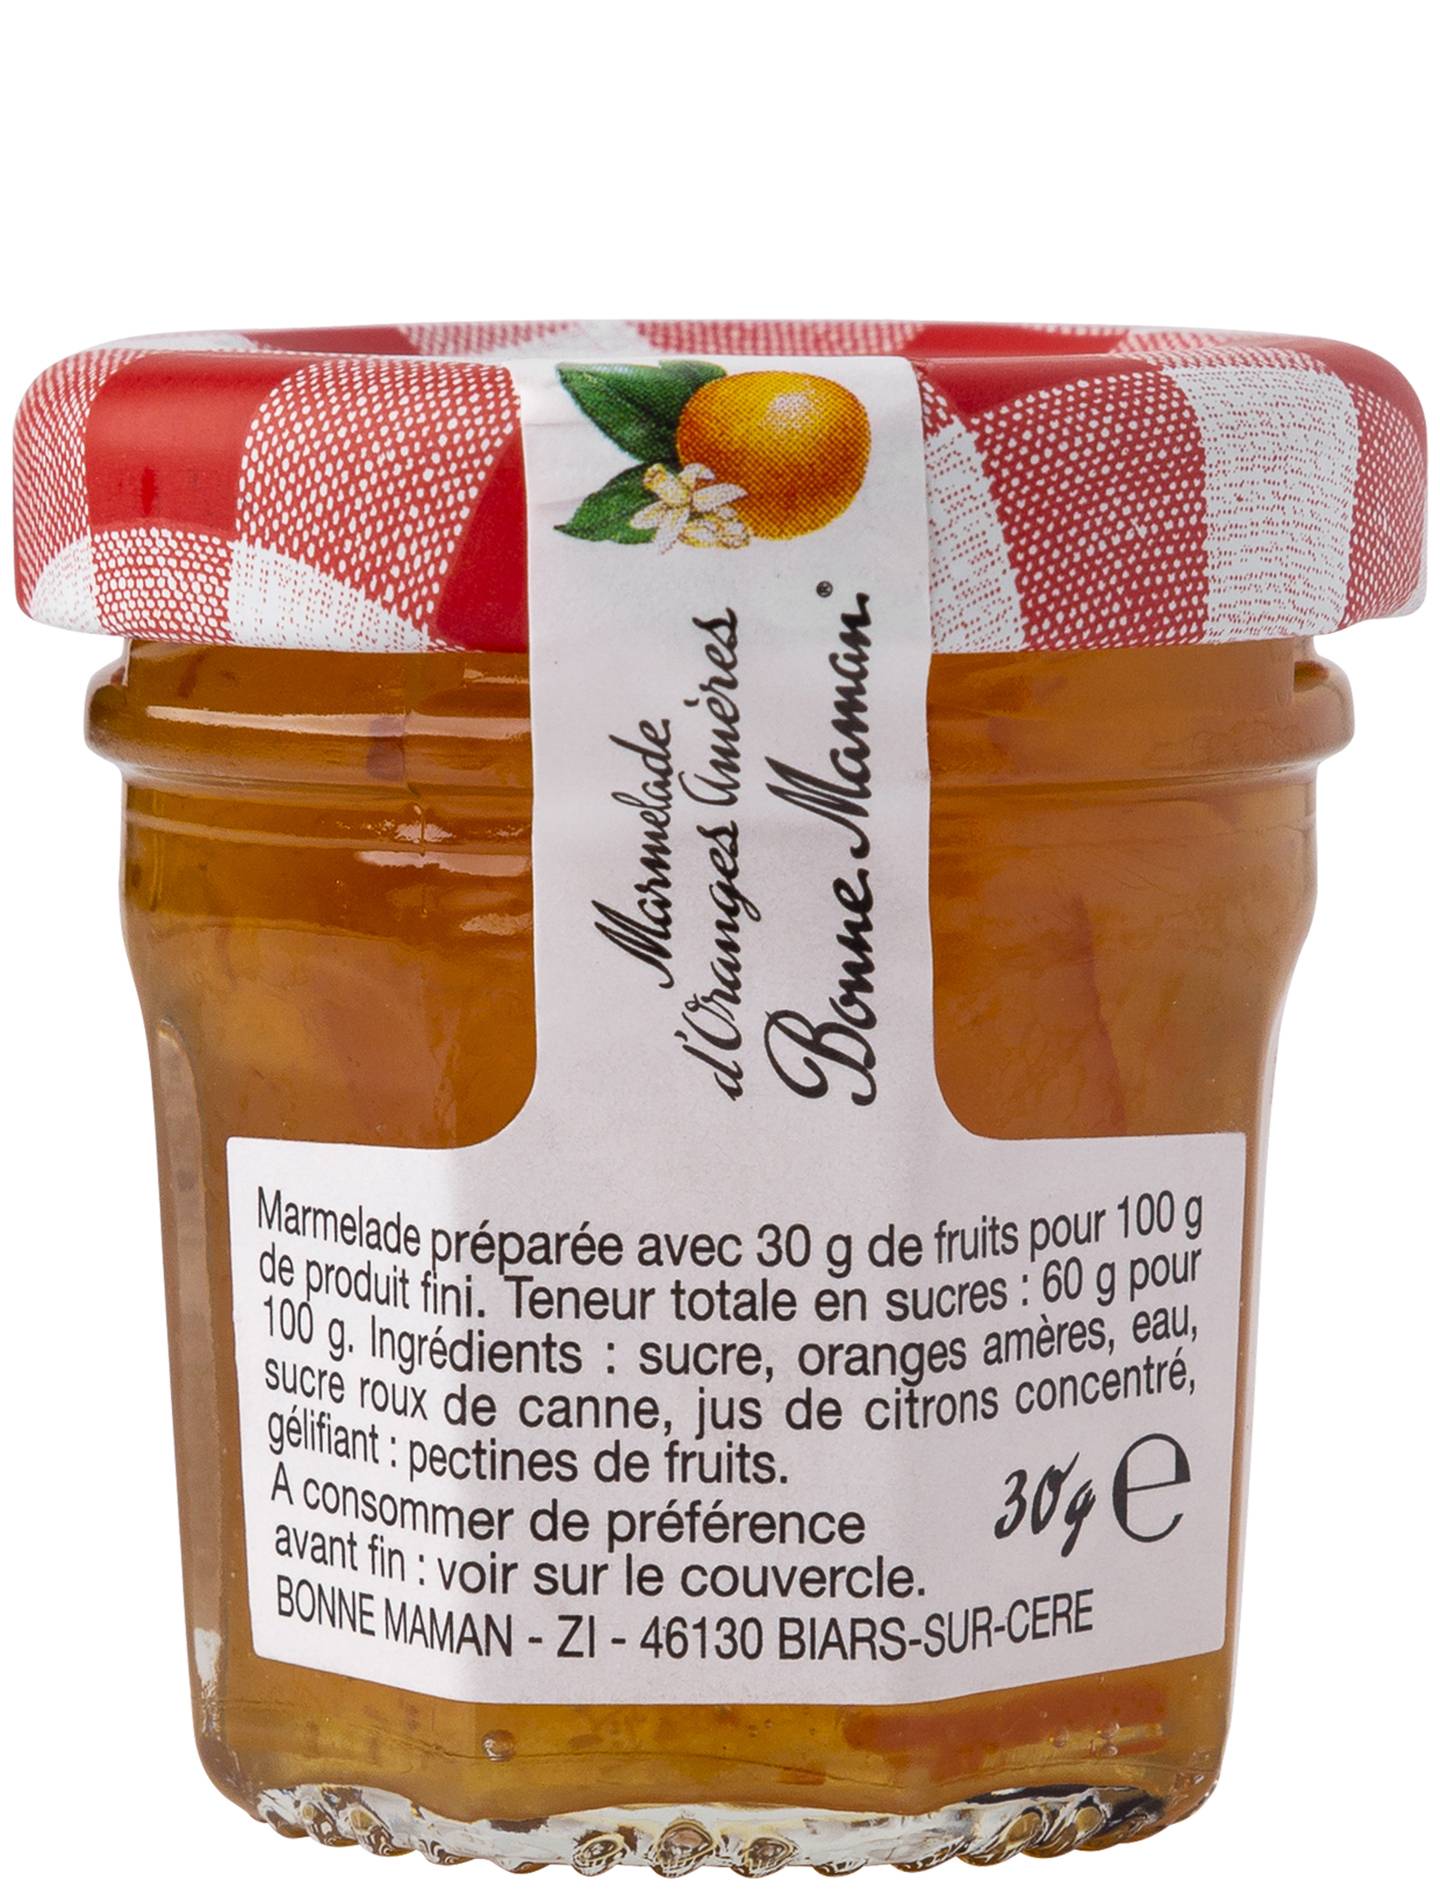 Marmelade
d'Oranges Amères
Bonne Maman®
Marmelade préparée avec 30 g de fruits pour 100 g
de produit fini. Teneur totale en sucres : 60 g pour
100 g. Ingrédients : sucre, oranges amères, eau,
sucre roux de canne, jus de citrons concentré,
gélifiant : pectines de fruits.
A consommer de préférence
avant fin : voir sur le couvercle.
30g ℮
BONNE MAMAN - ZI - 46130 BIARS-SUR-CERE